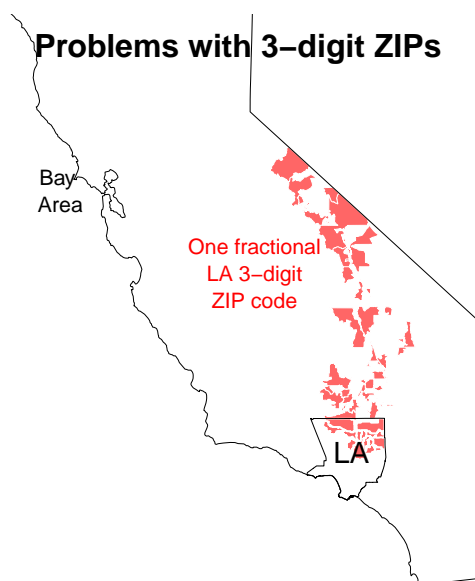 Problems with 3−digit ZIPs
Bay
Area
One fractional
LA 3−digit
ZIP code
LA